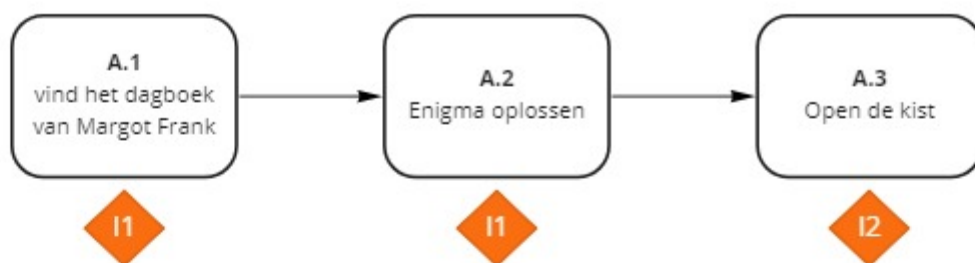 A.1
vind het dagboek
van Margot Frank
A.2
Enigma oplossen
A.3
Open de kist
I1
I1
I2